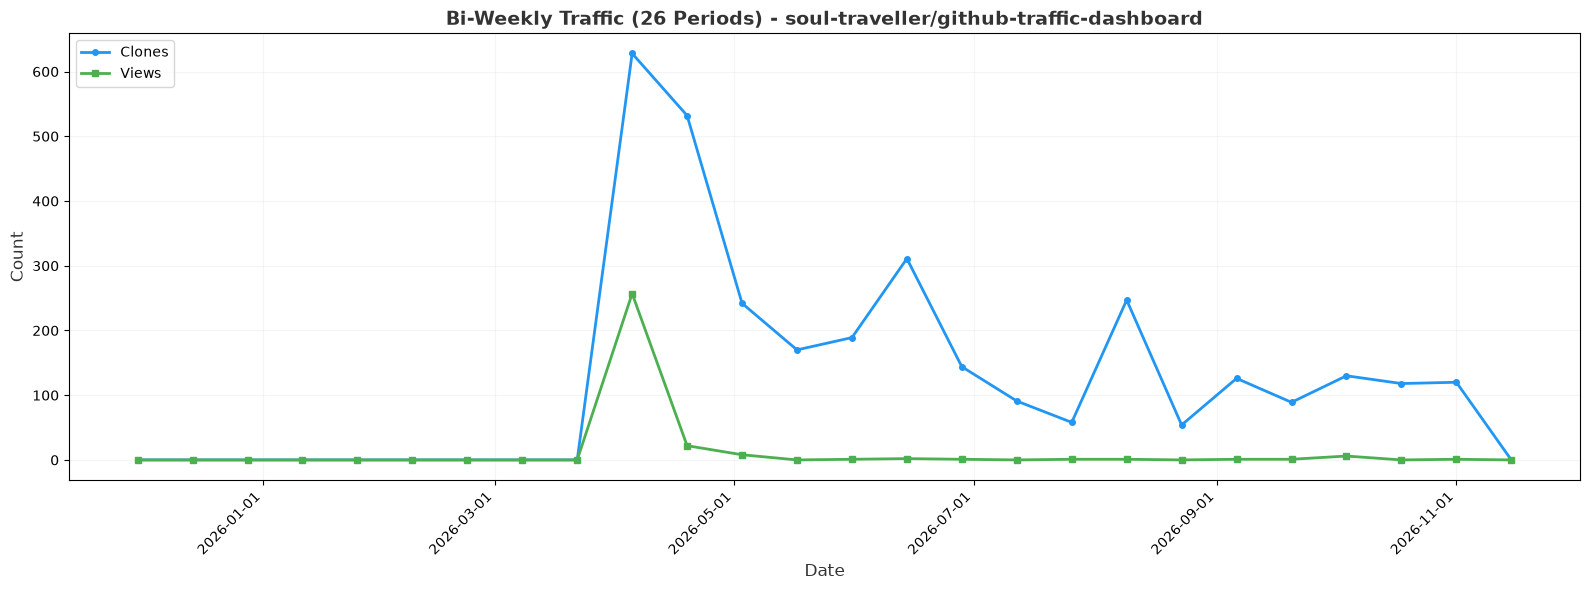 Bi-Weekly Traffic (26 Periods) - soul-traveller/github-traffic-dashboard
Clones
Views
Count
600
500
400
300
200
100
0
2026-01-01
2026-03-01
2026-05-01
2026-07-01
2026-09-01
2026-11-01
Date